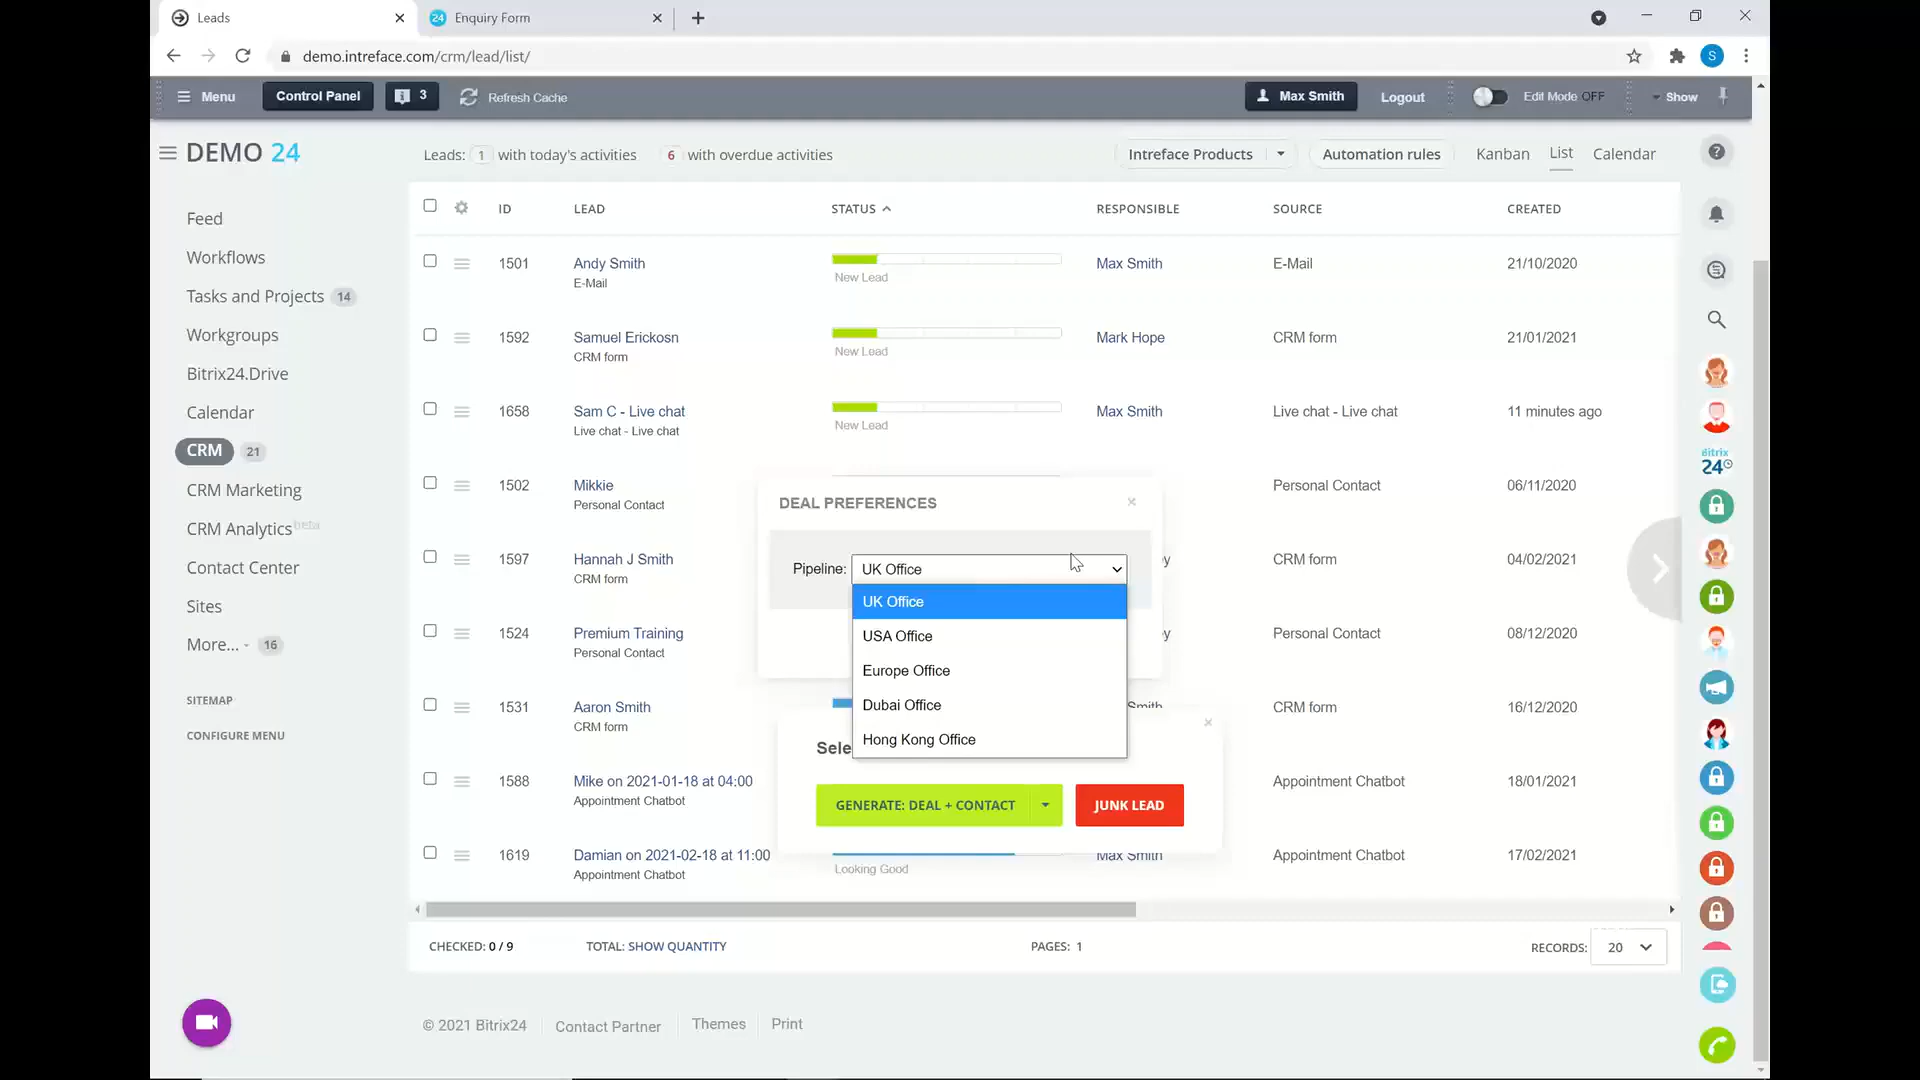 Leads
24 Enquiry Form
demo.intreface.com/crm/lead/list/
S
Menu
Control Panel
3
Refresh Cache
Max Smith
Logout
Edit Mode OFF
Show
DEMO 24
Leads: 1 with today's activities 6 with overdue activities
Intreface Products
Automation rules
Kanban
List
Calendar
Feed
Workflows
Tasks and Projects 14
Workgroups
Bitrix24.Drive
Calendar
CRM 21
CRM Marketing
CRM Analytics beta
Contact Center
Sites
More... 16
SITEMAP
CONFIGURE MENU
ID LEAD STATUS RESPONSIBLE SOURCE CREATED
1501 Andy Smith Max Smith E-Mail 21/10/2020
E-Mail New Lead
1592 Samuel Erickosn Mark Hope CRM form 21/01/2021
CRM form New Lead
1658 Sam C - Live chat Max Smith Live chat - Live chat 11 minutes ago
Live chat - Live chat New Lead
1502 Mikkie Personal Contact 06/11/2020
Personal Contact
1597 Hannah J Smith y CRM form 04/02/2021
CRM form
1524 Premium Training y Personal Contact 08/12/2020
Personal Contact
1531 Aaron Smith Smith CRM form 16/12/2020
CRM form
1588 Mike on 2021-01-18 at 04:00 Appointment Chatbot 18/01/2021
Appointment Chatbot
1619 Damian on 2021-02-18 at 11:00 Max Smith Appointment Chatbot 17/02/2021
Appointment Chatbot Looking Good
DEAL PREFERENCES
Pipeline: UK Office
UK Office
USA Office
Europe Office
Dubai Office
Hong Kong Office
Sele
GENERATE: DEAL + CONTACT
JUNK LEAD
CHECKED: 0 / 9 TOTAL: SHOW QUANTITY PAGES: 1 RECORDS: 20
© 2021 Bitrix24 Contact Partner Themes Print
Bitrix
24